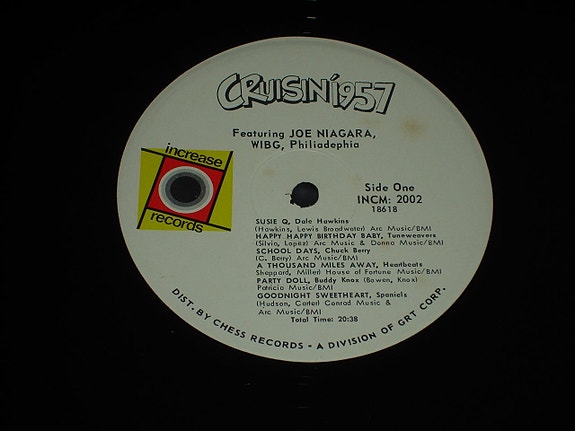 CRUISIN' 1957
Featuring JOE NIAGARA,
WIBG, Philiadephia
increase
records
Side One
INCM: 2002
18618
SUSIE Q, Dale Hawkins
(Hawkins, Lewis Broadwater) Arc Music/BMI
HAPPY HAPPY BIRTHDAY BABY, Tuneweavers
(Silvia, Lopez) Arc Music & Donna Music/BMI
SCHOOL DAYS, Chuck Berry
(C. Berry) Arc Music/BMI
A THOUSAND MILES AWAY, Heartbeats
Sheppard, Miller) House of Fortune Music/BMI
PARTY DOLL, Buddy Knox (Bowen, Knox)
Patricia Music/BMI
GOODNIGHT SWEETHEART, Spaniels
(Hudson, Carter) Conrad Music &
Arc Music/BMI
Total Time: 20:38
DIST. BY CHESS RECORDS - A DIVISION OF GRT CORP.